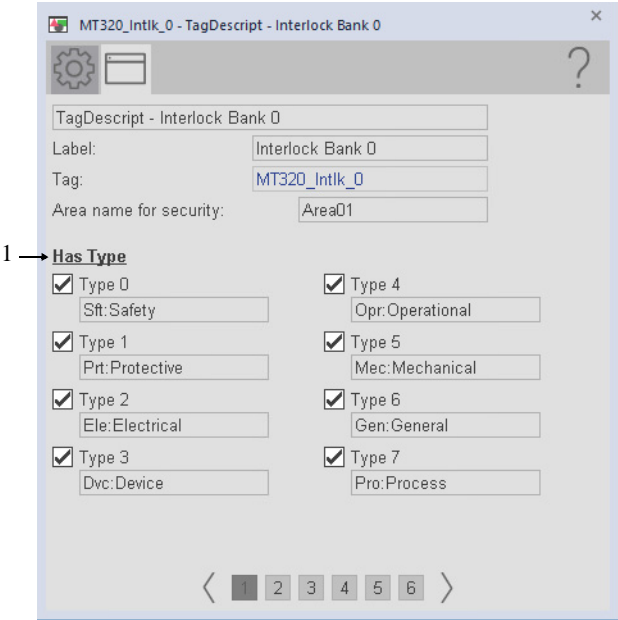 MT320_Intlk_0 - TagDescript - Interlock Bank 0
×
?
TagDescript - Interlock Bank 0
Label: Interlock Bank 0
Tag: MT320_Intlk_0
Area name for security: Area01
1
Has Type
Type 0 Type 4
Sft:Safety Opr:Operational
Type 1 Type 5
Prt:Protective Mec:Mechanical
Type 2 Type 6
Ele:Electrical Gen:General
Type 3 Type 7
Dvc:Device Pro:Process
1 2 3 4 5 6